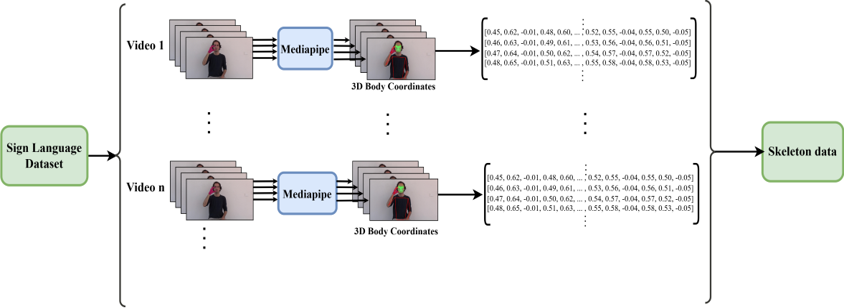 Sign Language
Dataset
Video 1
Mediapipe
3D Body Coordinates
[0.45, 0.62, -0.01, 0.48, 0.60, ... , 0.52, 0.55, -0.04, 0.55, 0.50, -0.05]
[0.46, 0.63, -0.01, 0.49, 0.61, ... , 0.53, 0.56, -0.04, 0.56, 0.51, -0.05]
[0.47, 0.64, -0.01, 0.50, 0.62, ... , 0.54, 0.57, -0.04, 0.57, 0.52, -0.05]
[0.48, 0.65, -0.01, 0.51, 0.63, ... , 0.55, 0.58, -0.04, 0.58, 0.53, -0.05]
Video n
Mediapipe
3D Body Coordinates
[0.45, 0.62, -0.01, 0.48, 0.60, ... , 0.52, 0.55, -0.04, 0.55, 0.50, -0.05]
[0.46, 0.63, -0.01, 0.49, 0.61, ... , 0.53, 0.56, -0.04, 0.56, 0.51, -0.05]
[0.47, 0.64, -0.01, 0.50, 0.62, ... , 0.54, 0.57, -0.04, 0.57, 0.52, -0.05]
[0.48, 0.65, -0.01, 0.51, 0.63, ... , 0.55, 0.58, -0.04, 0.58, 0.53, -0.05]
Skeleton data